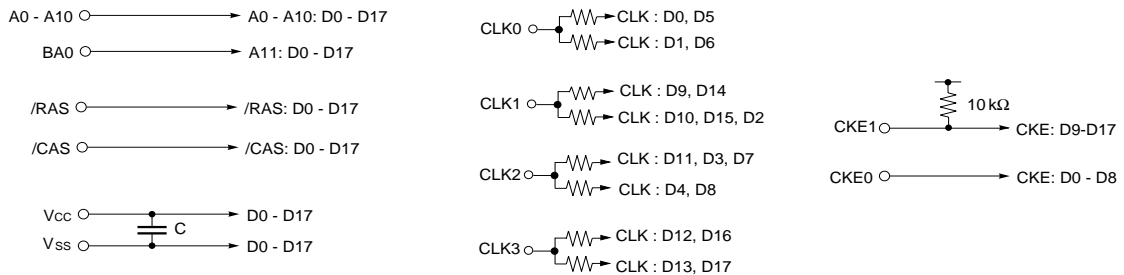 A0 - A10 A0 - A10: D0 - D17
BA0 A11: D0 - D17
/RAS /RAS: D0 - D17
/CAS /CAS: D0 - D17
VCC D0 - D17
C
VSS D0 - D17
CLK0
CLK : D0, D5
CLK : D1, D6
CLK1
CLK : D9, D14
CLK : D10, D15, D2
CLK2
CLK : D11, D3, D7
CLK : D4, D8
CLK3
CLK : D12, D16
CLK : D13, D17
10 kΩ
CKE1 CKE: D9-D17
CKE0 CKE: D0 - D8